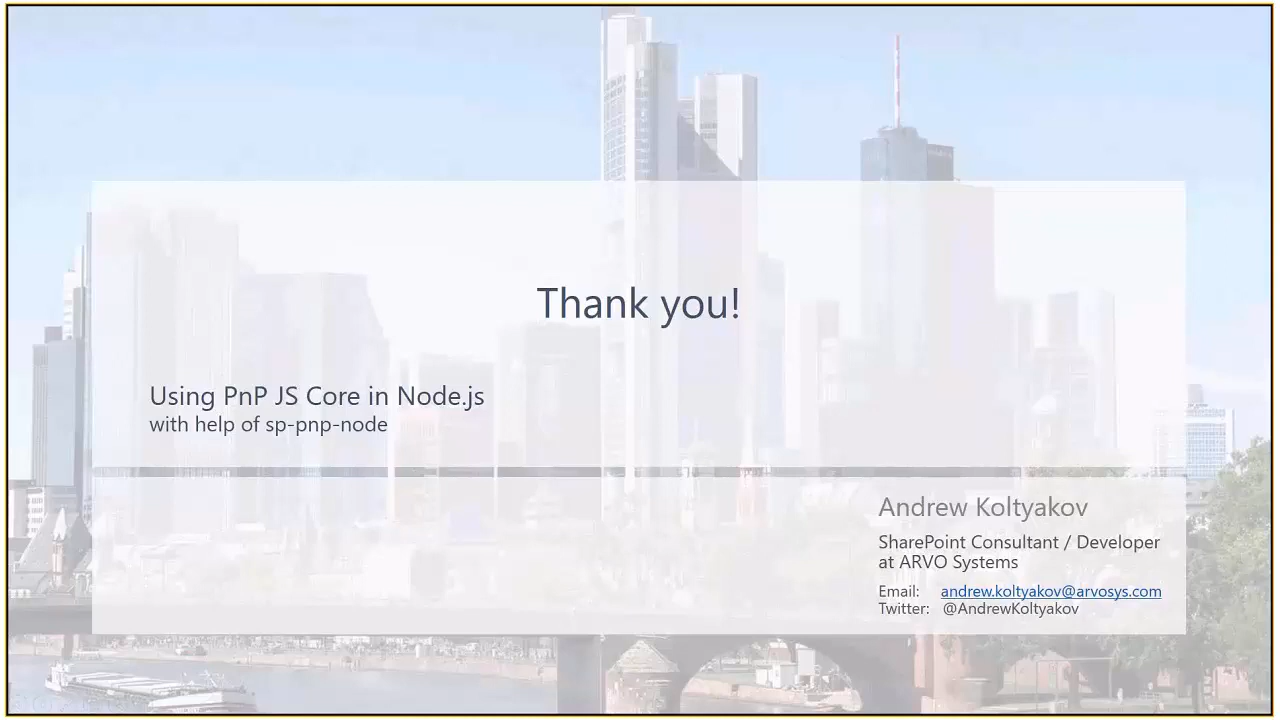 Thank you!
Using PnP JS Core in Node.js
with help of sp-pnp-node
Andrew Koltyakov
SharePoint Consultant / Developer
at ARVO Systems
Email: andrew.koltyakov@arvosys.com
Twitter: @AndrewKoltyakov